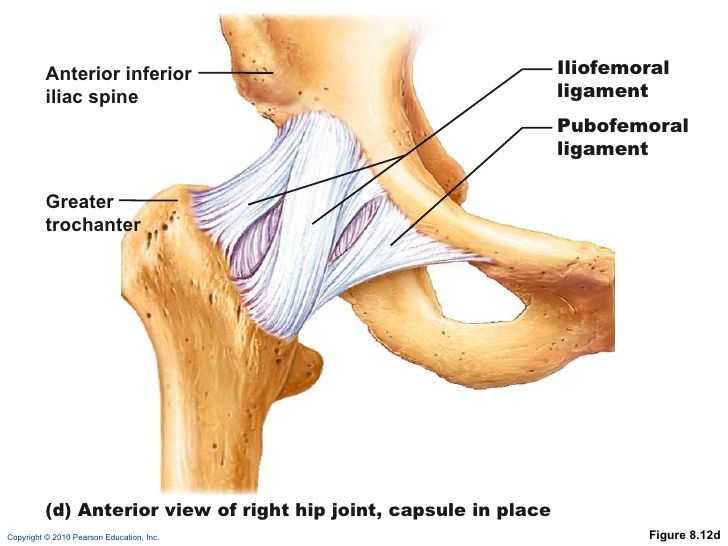 Anterior inferior
iliac spine
Iliofemoral
ligament
Pubofemoral
ligament
Greater
trochanter
(d) Anterior view of right hip joint, capsule in place
Copyright © 2010 Pearson Education, Inc.
Figure 8.12d